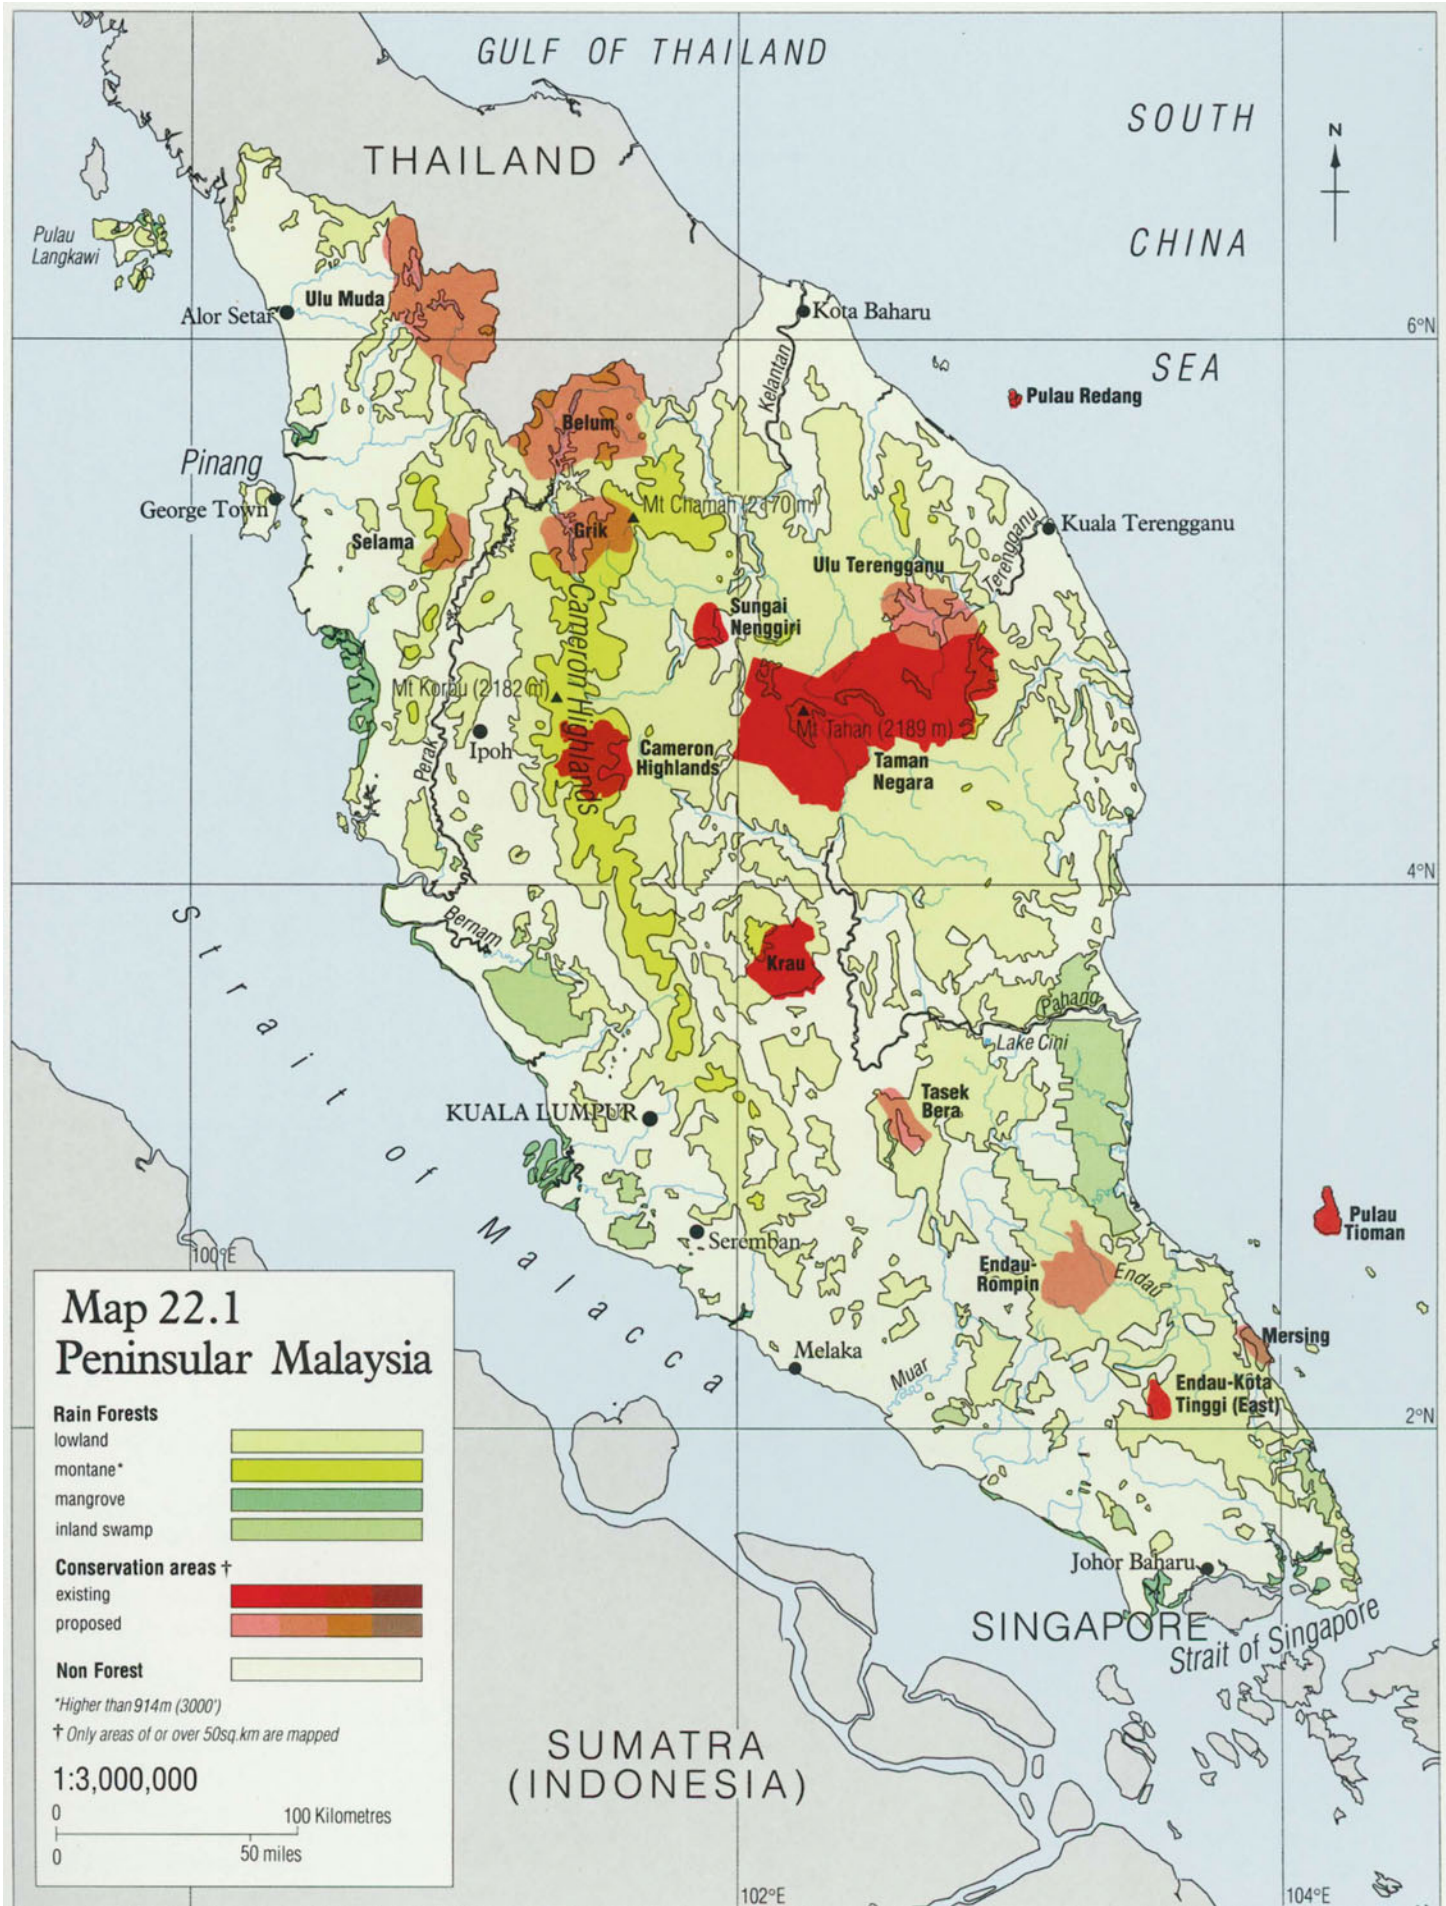 GULF OF THAILAND
SOUTH
CHINA
SEA
N
THAILAND
Pulau
Langkawi
Alor Setar
Ulu Muda
Kota Baharu
6°N
Kelantan
Pulau Redang
Belum
Pinang
George Town
Mt Chamah (2170 m)
Selama
Grik
Kuala Terengganu
Terengganu
Ulu Terengganu
Sungai
Nenggiri
Cameron Highlands
Mt Korbu (2182 m)
Mt Tahan (2189 m)
Ipoh
Perak
Cameron
Highlands
Taman
Negara
4°N
Bernam
Krau
Pahang
Lake Cini
Strait of Malacca
Tasek
Bera
KUALA LUMPUR
Pulau
Tioman
Seremban
100°E
Endau-
Rompin
Endau
Mersing
Melaka
Muar
Endau-Kota
Tinggi (East)
2°N
Johor Baharu
SINGAPORE
Strait of Singapore
SUMATRA
(INDONESIA)
102°E
104°E
Map 22.1
Peninsular Malaysia
Rain Forests
lowland
montane*
mangrove
inland swamp
Conservation areas †
existing
proposed
Non Forest
*Higher than 914m (3000')
† Only areas of or over 50sq.km are mapped
1:3,000,000
0 100 Kilometres
0 50 miles